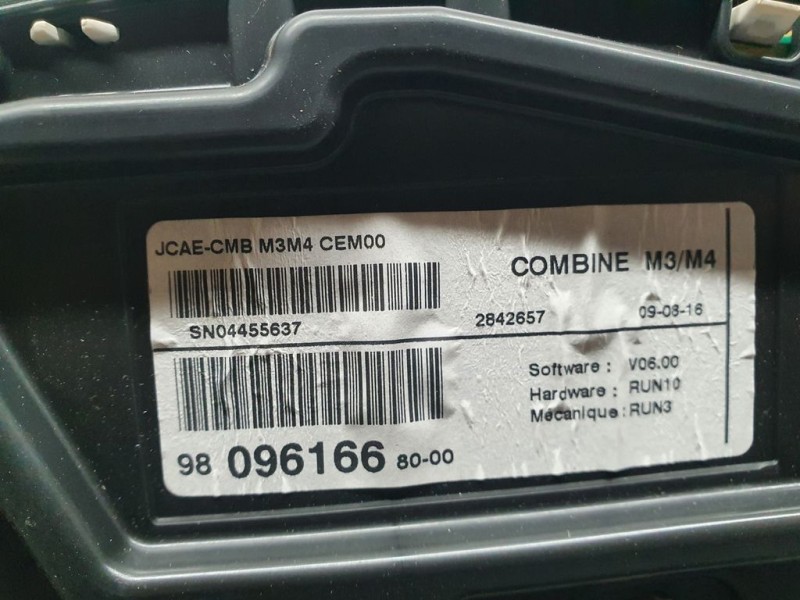 JCAE-CMB M3M4 CEM00
COMBINE M3/M4
SN04455637
2842657
09-08-16
Software : V06.00
Hardware : RUN10
Mécanique : RUN3
98 096166 80-00